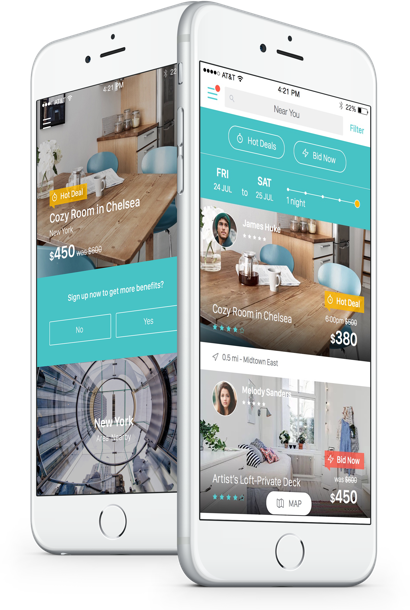 AT&T
Hot Deal
Cozy Room in Chelsea
New York
$450 was $600
Sign up now to get more benefits?
No
Yes
New York
Area Nearby
AT&T
4:21 PM
22%
Near You
Filter
Hot Deals
Bid Now
FRI
24 JUL
to
SAT
25 JUL
1 night
James Hoke
Hot Deal
Cozy Room in Chelsea
$380
0.5 mi - Midtown East
Melody Sanders
Bid Now
Artist's Loft-Private Deck
was $600
$450
MAP